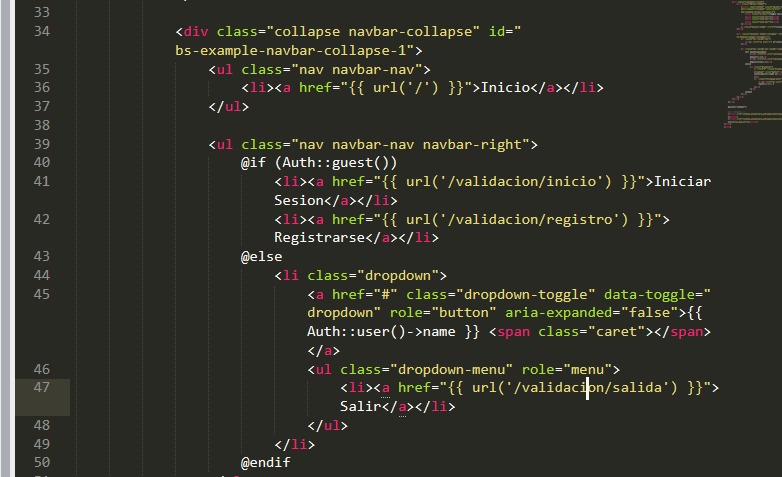 33
34 <div class="collapse navbar-collapse" id="
bs-example-navbar-collapse-1">
35 <ul class="nav navbar-nav">
36 <li><a href="{{ url('/') }}">Inicio</a></li>
37 </ul>
38
39 <ul class="nav navbar-nav navbar-right">
40 @if (Auth::guest())
41 <li><a href="{{ url('/validacion/inicio') }}">Iniciar
Sesion</a></li>
42 <li><a href="{{ url('/validacion/registro') }}">
Registrarse</a></li>
43 @else
44 <li class="dropdown">
45 <a href="#" class="dropdown-toggle" data-toggle="
dropdown" role="button" aria-expanded="false">{{
Auth::user()->name }} <span class="caret"></span>
</a>
46 <ul class="dropdown-menu" role="menu">
47 <li><a href="{{ url('/validacion/salida') }}">
Salir</a></li>
48 </ul>
49 </li>
50 @endif